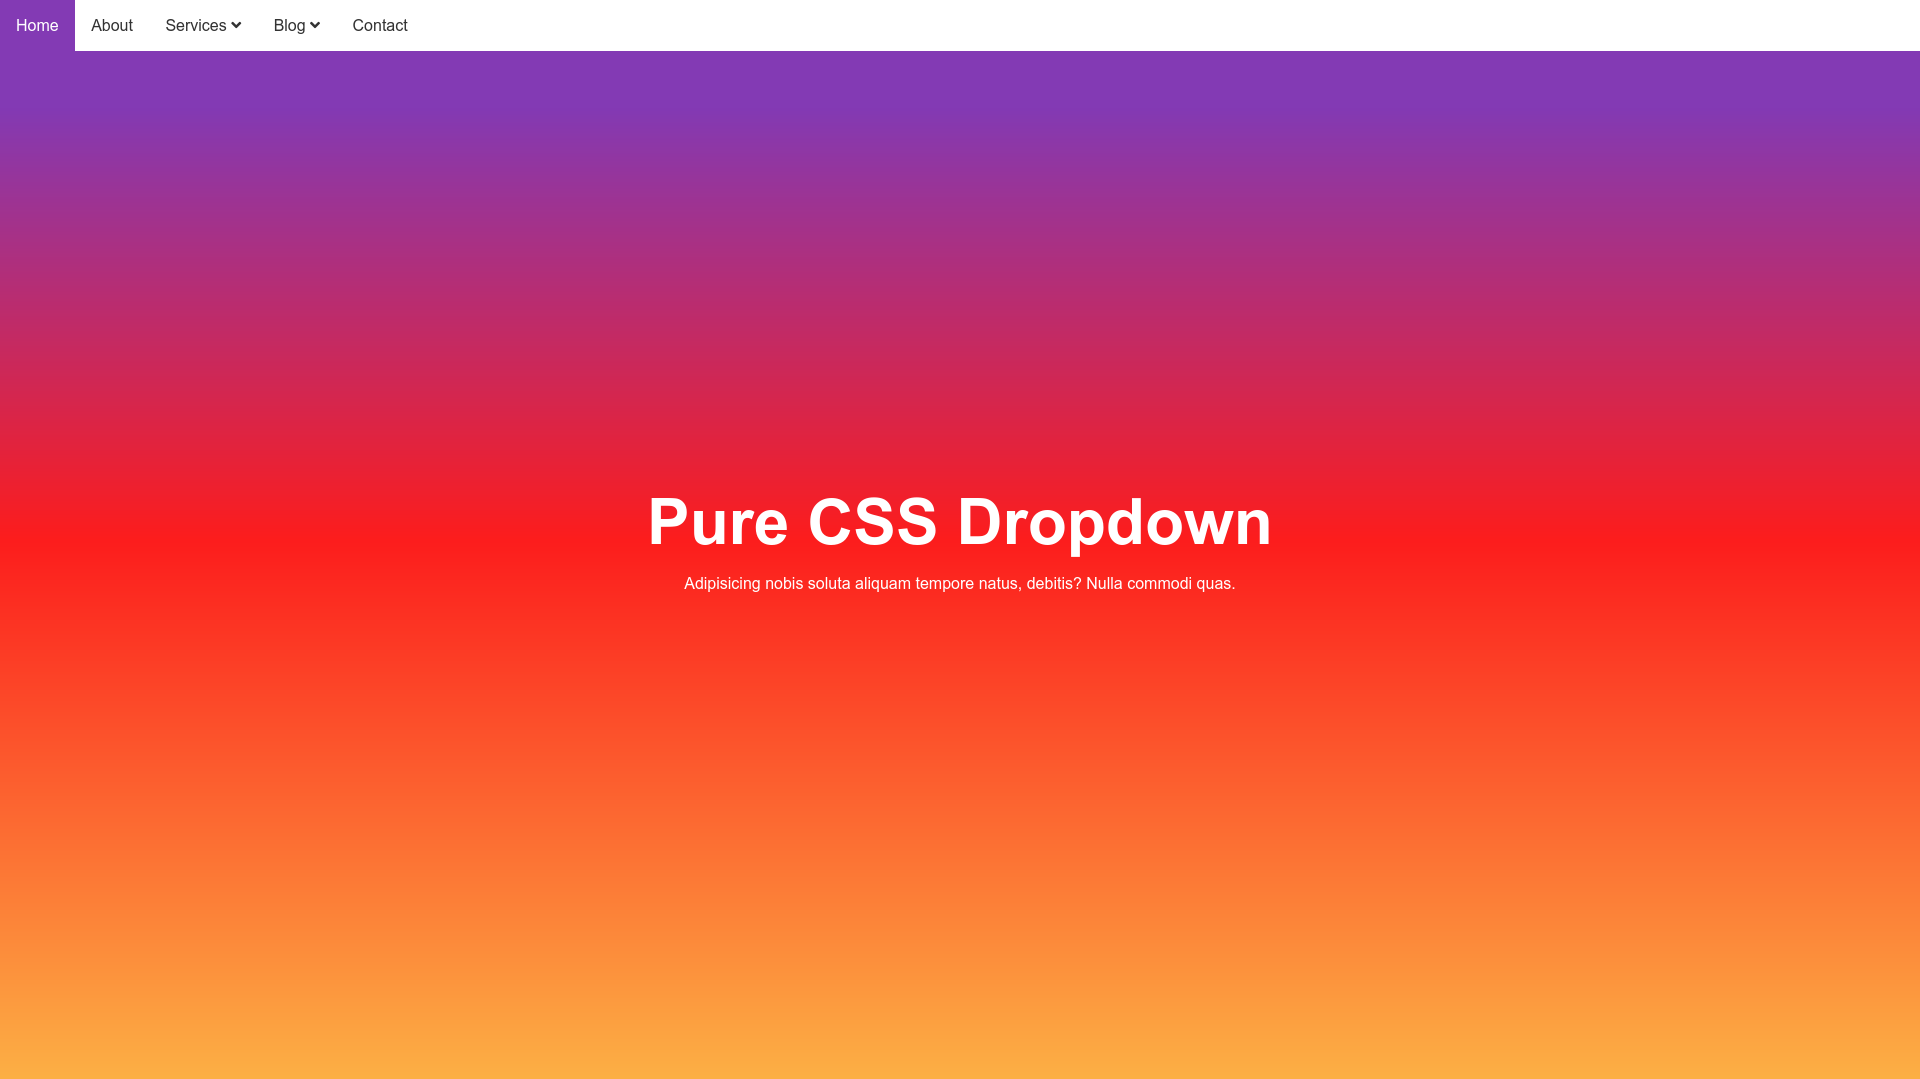 Home About Services Blog Contact
Pure CSS Dropdown
Adipisicing nobis soluta aliquam tempore natus, debitis? Nulla commodi quas.